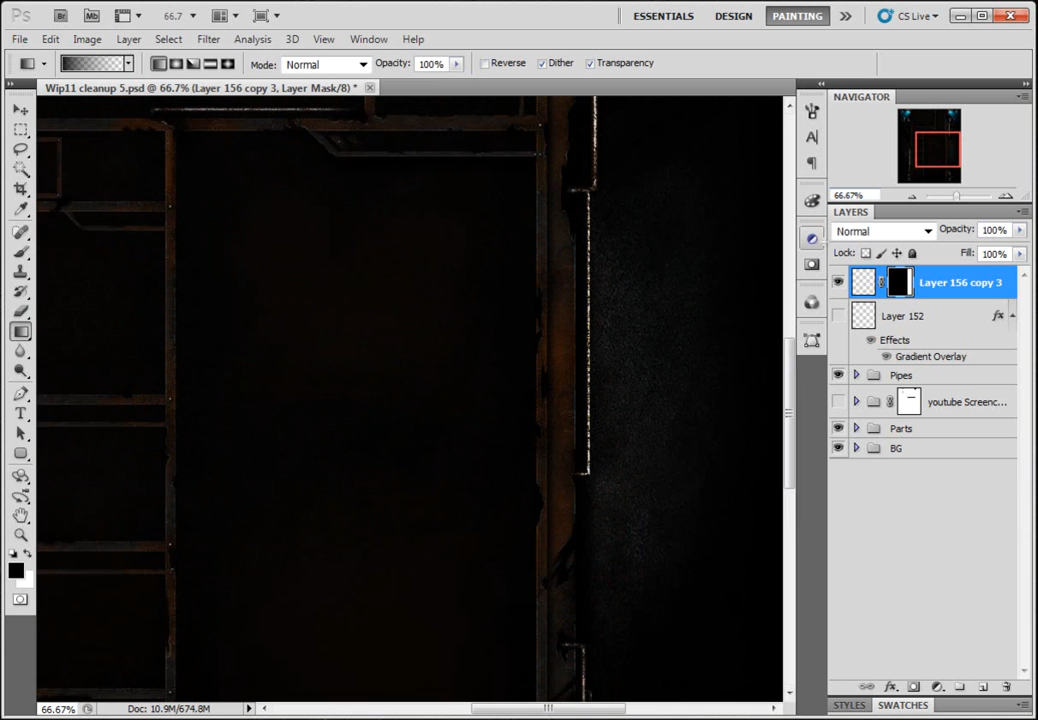 Ps Br Mb 66.7 ESSENTIALS DESIGN PAINTING CS Live
File Edit Image Layer Select Filter Analysis 3D View Window Help
Mode: Normal Opacity: 100% Reverse Dither Transparency
Wip11 cleanup 5.psd @ 66.7% (Layer 156 copy 3, Layer Mask/8) *
NAVIGATOR
66.67%
LAYERS
Normal Opacity: 100%
Lock: Fill: 100%
Layer 156 copy 3
Layer 152 fx
Effects
Gradient Overlay
Pipes
youtube Screenc...
Parts
BG
66.67% Doc: 10.9M/674.8M
STYLES SWATCHES